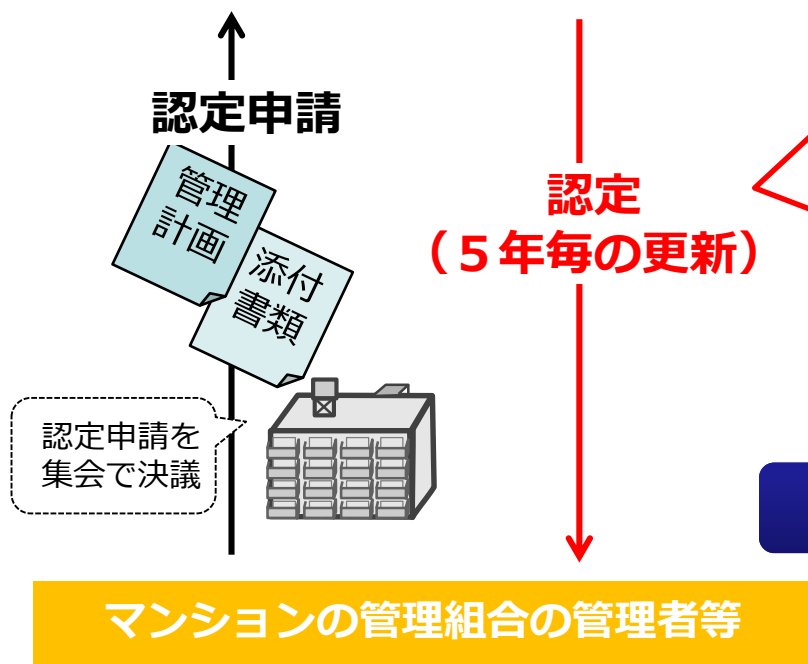 認定申請
管理
計画
添付
書類
認定
（５年毎の更新）
認定申請を
集会で決議
マンションの管理組合の管理者等